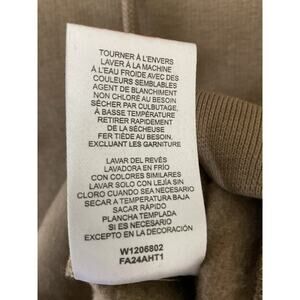 TOURNER À L'ENVERS
LAVER À LA MACHINE
À L'EAU FROIDE AVEC DES
COULEURS SEMBLABLES
AGENT DE BLANCHIMENT
NON CHLORÉ AU BESOIN
SÉCHER PAR CULBUTAGE,
À BASSE TEMPÉRATURE
RETIRER RAPIDEMENT
DE LA SÉCHEUSE
FER TIÈDE AU BESOIN,
EXCLUANT LES GARNITURE
LAVAR DEL REVÉS
LAVADORA EN FRÍO
CON COLORES SIMILARES
LAVAR SOLO CON LEJÍA SIN
CLORO CUANDO SEA NECESARIO
SECAR A TEMPERATURA BAJA
SACAR RÁPIDO
PLANCHA TEMPLADA
SI ES NECESARIO
EXCEPTO EN LA DECORACIÓN
W1206802
FA24AHT1